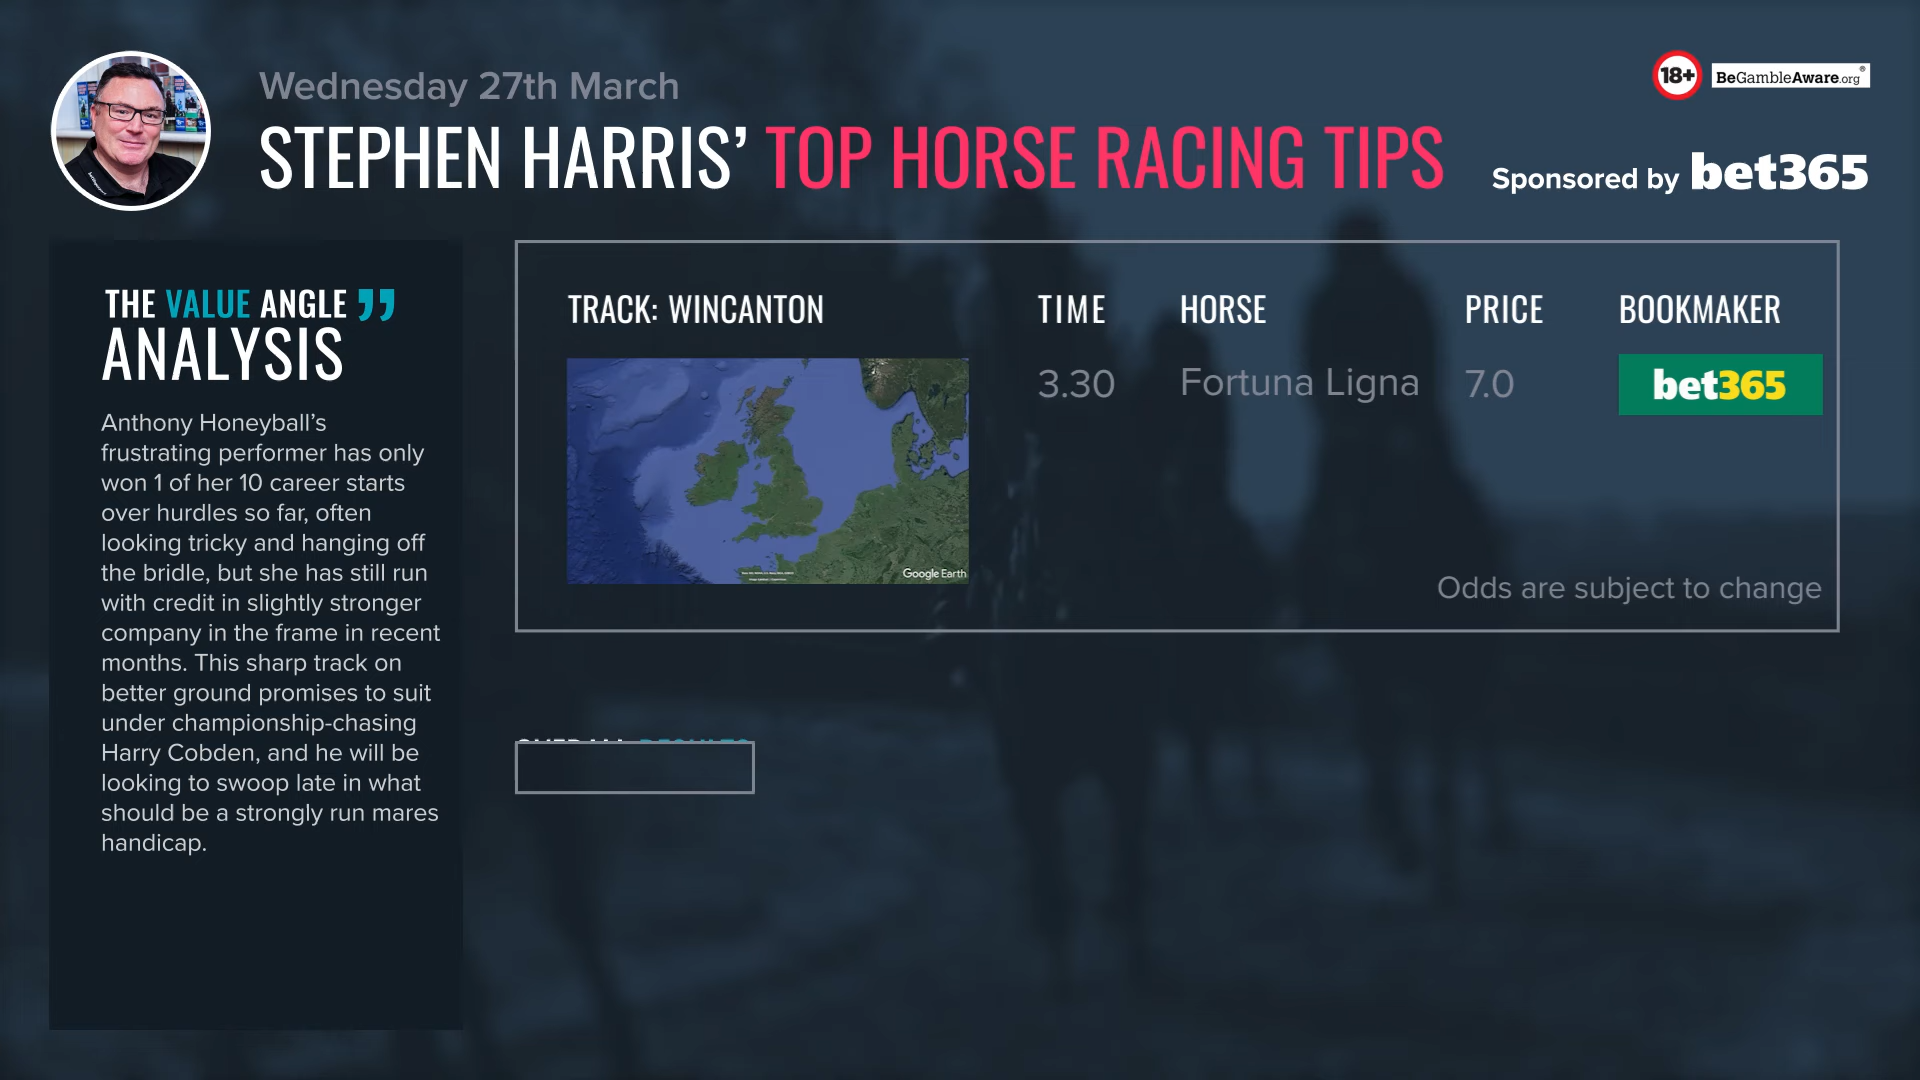 Wednesday 27th March
STEPHEN HARRIS’ TOP HORSE RACING TIPS
18+
BeGambleAware.org®
Sponsored by bet365
THE VALUE ANGLE ”
ANALYSIS
Anthony Honeyball’s
frustrating performer has only
won 1 of her 10 career starts
over hurdles so far, often
looking tricky and hanging off
the bridle, but she has still run
with credit in slightly stronger
company in the frame in recent
months. This sharp track on
better ground promises to suit
under championship-chasing
Harry Cobden, and he will be
looking to swoop late in what
should be a strongly run mares
handicap.
TRACK: WINCANTON
TIME HORSE PRICE BOOKMAKER
3.30 Fortuna Ligna 7.0 bet365
Google Earth
Odds are subject to change